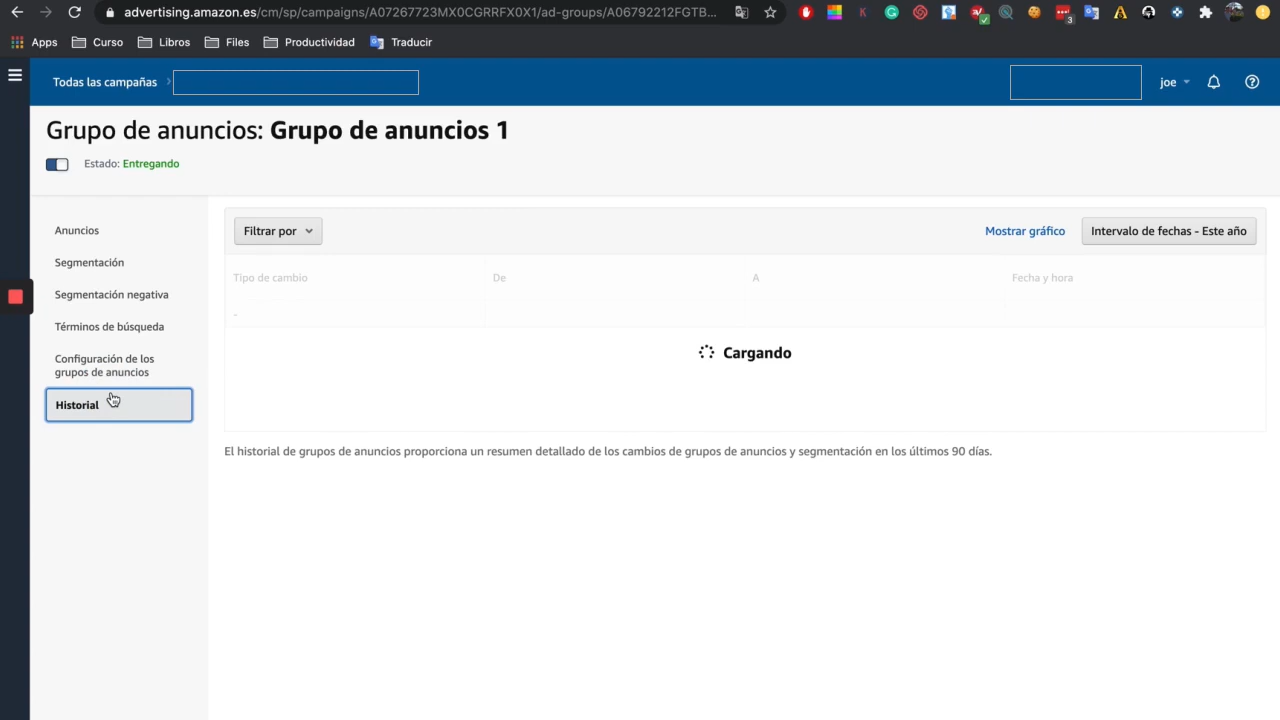 advertising.amazon.es/cm/sp/campaigns/A07267723MX0CGRRFX0X1/ad-groups/A06792212FGTB...
3
Apps
Curso
Libros
Files
Productividad
Traducir
Todas las campañas
joe
Grupo de anuncios: Grupo de anuncios 1
Estado: Entregando
Anuncios
Segmentación
Segmentación negativa
Términos de búsqueda
Configuración de los
grupos de anuncios
Historial
Filtrar por
Mostrar gráfico
Intervalo de fechas - Este año
Tipo de cambio
De
A
Fecha y hora
-
Cargando
El historial de grupos de anuncios proporciona un resumen detallado de los cambios de grupos de anuncios y segmentación en los últimos 90 días.